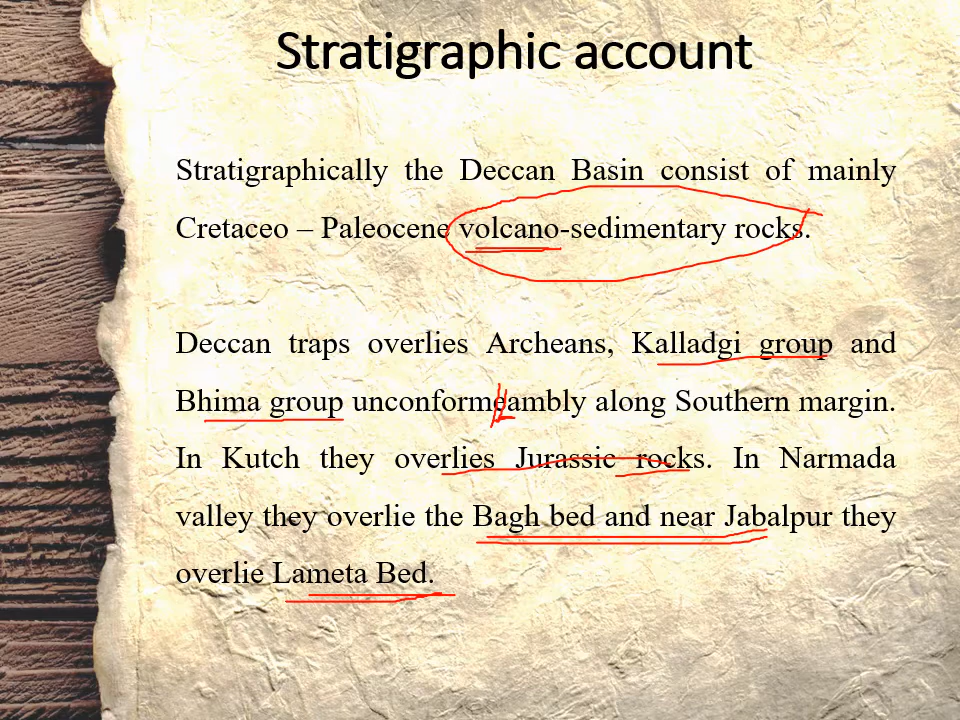 Stratigraphic account
Stratigraphically the Deccan Basin consist of mainly
Cretaceo – Paleocene volcano-sedimentary rocks.
Deccan traps overlies Archeans, Kalladgi group and
Bhima group unconformeambly along Southern margin.
In Kutch they overlies Jurassic rocks. In Narmada
valley they overlie the Bagh bed and near Jabalpur they
overlie Lameta Bed.